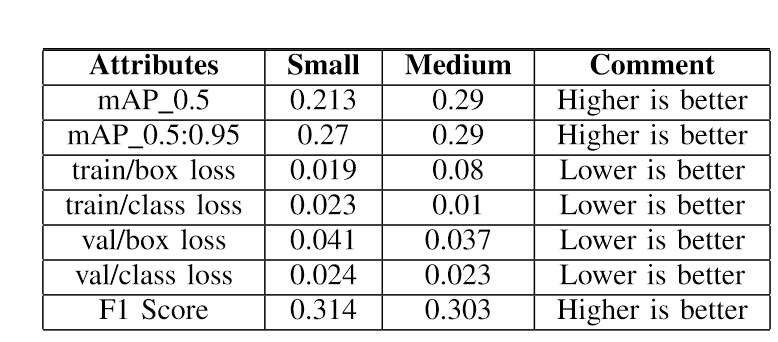 Attributes Small Medium Comment
mAP_0.5 0.213 0.29 Higher is better
mAP_0.5:0.95 0.27 0.29 Higher is better
train/box loss 0.019 0.08 Lower is better
train/class loss 0.023 0.01 Lower is better
val/box loss 0.041 0.037 Lower is better
val/class loss 0.024 0.023 Lower is better
F1 Score 0.314 0.303 Higher is better